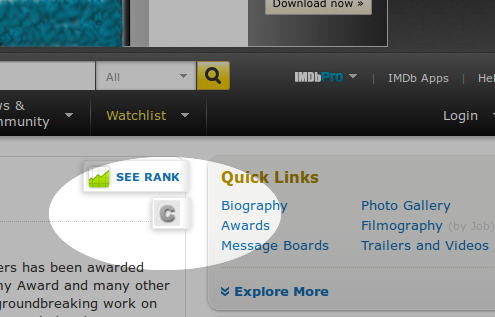 Download now »
All
IMDbPro
IMDb Apps
Hel
s &
mmunity
Watchlist
Login
SEE RANK
C
Quick Links
Biography
Photo Gallery
Awards
Filmography (by Job)
Message Boards
Trailers and Videos
ers has been awarded
ny Award and many other
groundbreaking work on
Explore More